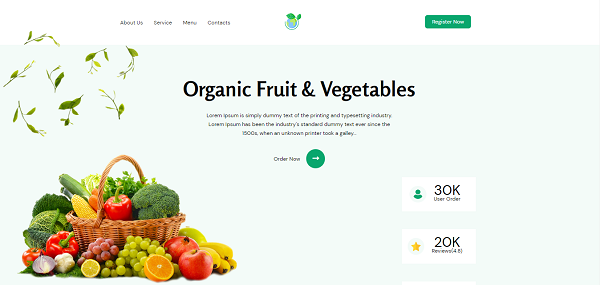 About Us Service Menu Contacts Register Now
Organic Fruit & Vegetables
Lorem Ipsum is simply dummy text of the printing and typesetting industry.
Lorem Ipsum has been the industry's standard dummy text ever since the
1500s, when an unknown printer took a galley...
Order Now
30K
User Order
20K
Reviews(4.8)